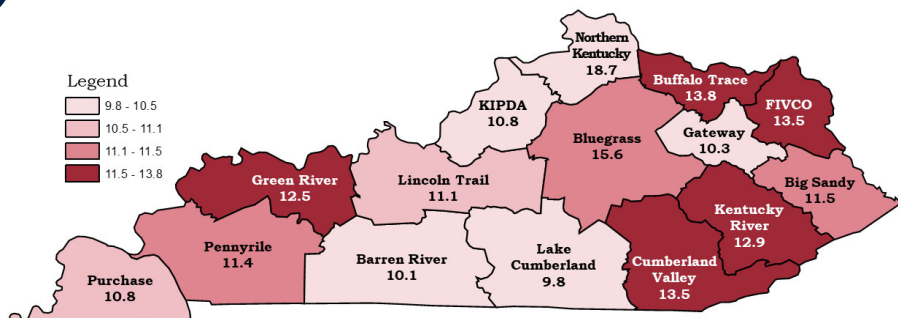 Northern
Kentucky
18.7
Legend
9.8 - 10.5
10.5 - 11.1
11.1 - 11.5
11.5 - 13.8
KIPDA
10.8
Buffalo Trace
13.8
FIVCO
13.5
Bluegrass
15.6
Gateway
10.3
Green River
12.5
Lincoln Trail
11.1
Big Sandy
11.5
Kentucky
River
12.9
Pennyrile
11.4
Barren River
10.1
Lake
Cumberland
9.8
Cumberland
Valley
13.5
Purchase
10.8